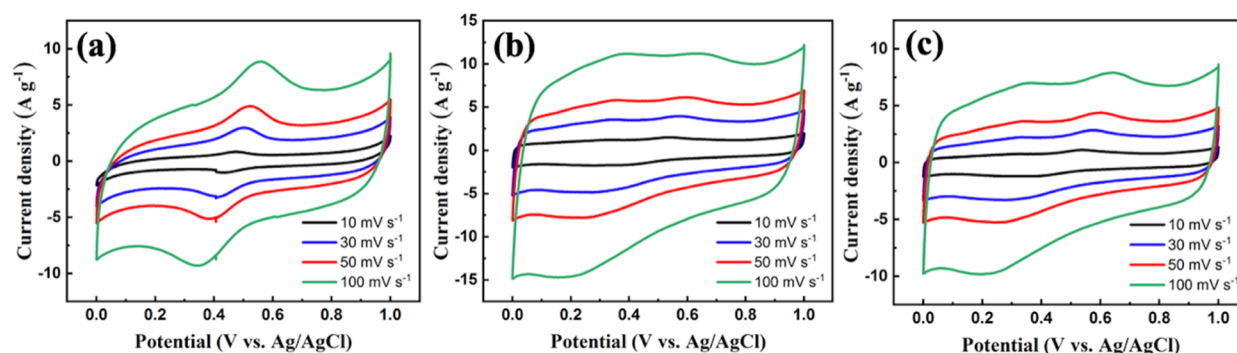 (a)
Current density (A g⁻¹)
10
5
0
-5
-10
0.0 0.2 0.4 0.6 0.8 1.0
Potential (V vs. Ag/AgCl)
10 mV s⁻¹
30 mV s⁻¹
50 mV s⁻¹
100 mV s⁻¹
(b)
Current density (A g⁻¹)
15
10
5
0
-5
-10
-15
0.0 0.2 0.4 0.6 0.8 1.0
Potential (V vs. Ag/AgCl)
10 mV s⁻¹
30 mV s⁻¹
50 mV s⁻¹
100 mV s⁻¹
(c)
Current density (A g⁻¹)
10
5
0
-5
-10
0.0 0.2 0.4 0.6 0.8 1.0
Potential (V vs. Ag/AgCl)
10 mV s⁻¹
30 mV s⁻¹
50 mV s⁻¹
100 mV s⁻¹